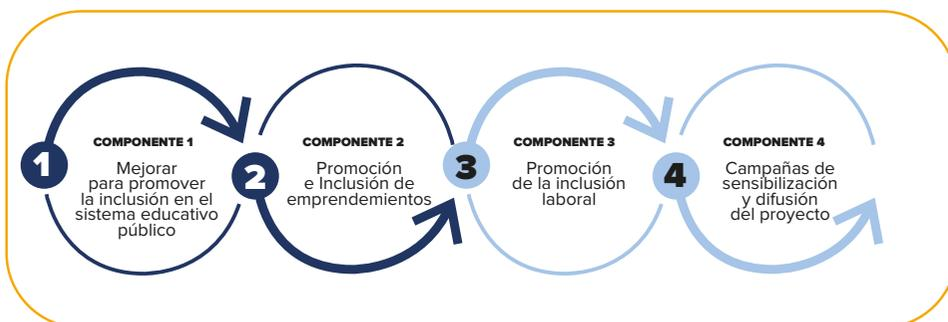 1
COMPONENTE 1
Mejorar
para promover
la inclusión en el
sistema educativo
público
2
COMPONENTE 2
Promoción
e Inclusión de
emprendimientos
3
COMPONENTE 3
Promoción
de la inclusión
laboral
4
COMPONENTE 4
Campañas de
sensibilización
y difusión
del proyecto